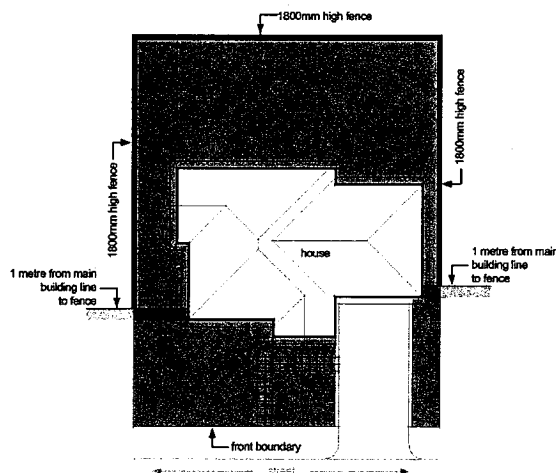 1800mm high fence
1800mm high fence
1800mm high fence
house
1 metre from main
building line
to fence
1 metre from main
building line
to fence
front boundary
street